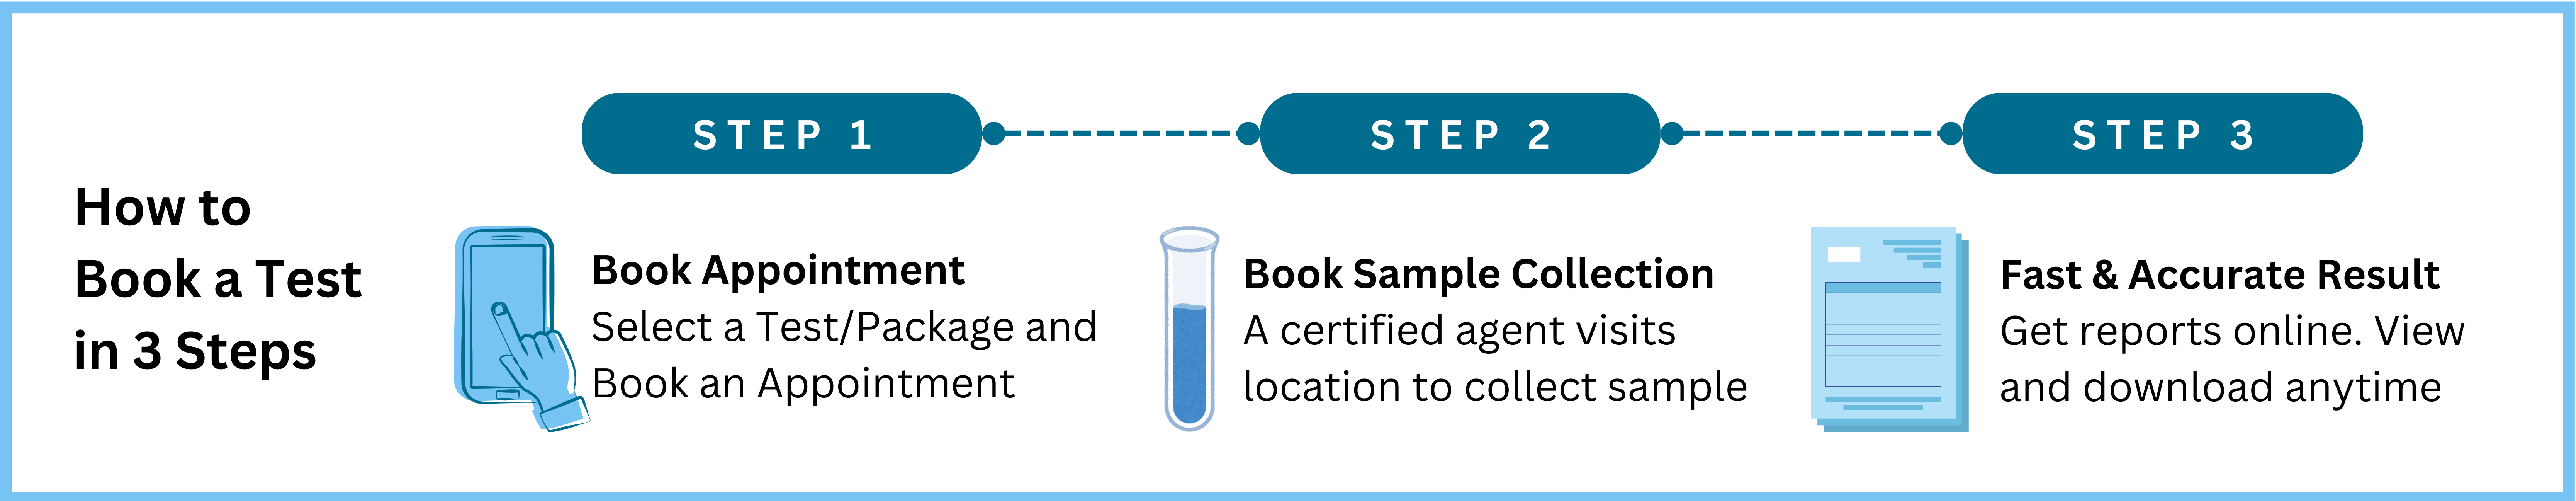 How to
Book a Test
in 3 Steps
STEP 1
Book Appointment
Select a Test/Package and
Book an Appointment
STEP 2
Book Sample Collection
A certified agent visits
location to collect sample
STEP 3
Fast & Accurate Result
Get reports online. View
and download anytime